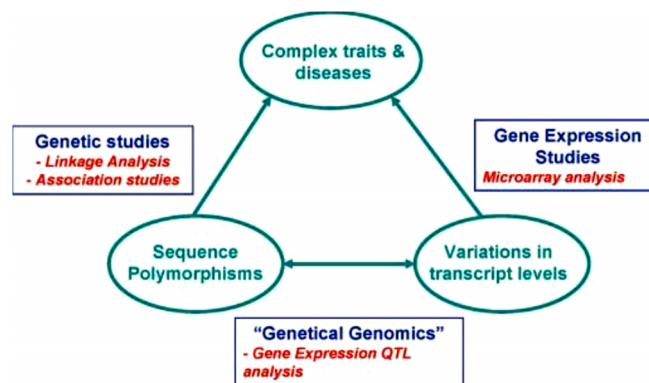 Complex traits &
diseases
Genetic studies
- Linkage Analysis
- Association studies
Gene Expression
Studies
Microarray analysis
Sequence
Polymorphisms
Variations in
transcript levels
“Genetical Genomics”
- Gene Expression QTL
analysis